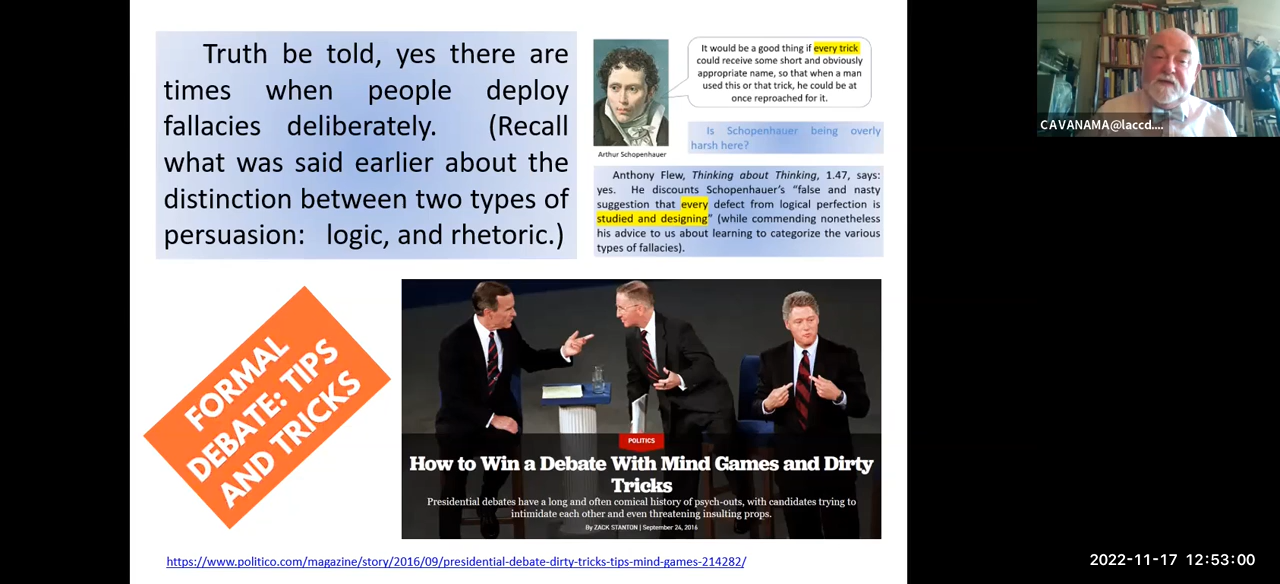 Truth be told, yes there are
times when people deploy
fallacies deliberately. (Recall
what was said earlier about the
distinction between two types of
persuasion: logic, and rhetoric.)
It would be a good thing if every trick
could receive some short and obviously
appropriate name, so that when a man
used this or that trick, he could be at
once reproached for it.
Arthur Schopenhauer
Is Schopenhauer being overly
harsh here?
Anthony Flew, Thinking about Thinking, 1.47, says:
yes. He discounts Schopenhauer's "false and nasty
suggestion that every defect from logical perfection is
studied and designing" (while commending nonetheless
his advice to us about learning to categorize the various
types of fallacies).
FORMAL
DEBATE: TIPS
AND TRICKS
POLITICS
How to Win a Debate With Mind Games and Dirty
Tricks
Presidential debates have a long and often comical history of psych-outs, with candidates trying to
intimidate each other and even threatening insulting props.
By ZACK STANTON | September 24, 2016
https://www.politico.com/magazine/story/2016/09/presidential-debate-dirty-tricks-tips-mind-games-214282/
CAVANAMA@laccd....
2022-11-17 12:53:00